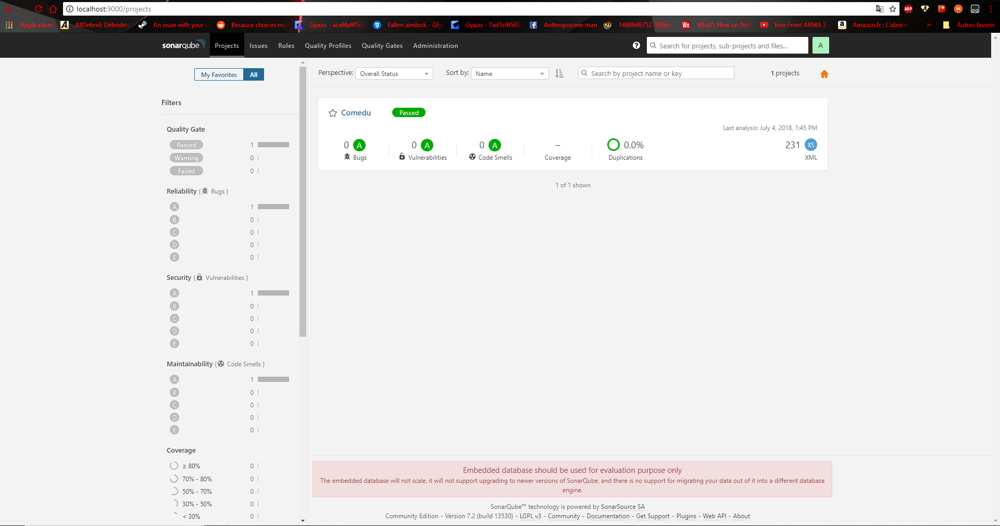 localhost:9000/projects
ABP
IG
Applications
AllDebrid: Débrideu
An issue with your c
Because choices ma
Gyazo - acaf4a9f5d3
Fallen aimlock - Gfy
Gyazo - 7ad1c4f589
Anthropocene man
1460646752-200px-
Wn
What's New on Netf
Iron Front ARMA 3 -
Amazon.fr : L'abrico
»
Autres favoris
sonarqube
Projects
Issues
Rules
Quality Profiles
Quality Gates
Administration
Search for projects, sub-projects and files...
A
My Favorites
All
Perspective:
Overall Status
Sort by:
Name
Search by project name or key
1 projects
Filters
Comedu
Passed
Last analysis: July 4, 2018, 1:45 PM
0 A
Bugs
0 A
Vulnerabilities
0 A
Code Smells
–
Coverage
0.0%
Duplications
231 XS
XML
1 of 1 shown
Quality Gate
Passed 1
Warning 0
Failed 0
Reliability ( Bugs )
A 1
B 0
C 0
D 0
E 0
Security ( Vulnerabilities )
A 1
B 0
C 0
D 0
E 0
Maintainability ( Code Smells )
A 1
B 0
C 0
D 0
E 0
Coverage
≥ 80% 0
70% - 80% 0
50% - 70% 0
30% - 50% 0
< 30% 0
Embedded database should be used for evaluation purpose only
The embedded database will not scale, it will not support upgrading to newer versions of SonarQube, and there is no support for migrating your data out of it into a different database
engine.
SonarQube™ technology is powered by SonarSource SA
Community Edition - Version 7.2 (build 13530) - LGPL v3 - Community - Documentation - Get Support - Plugins - Web API - About